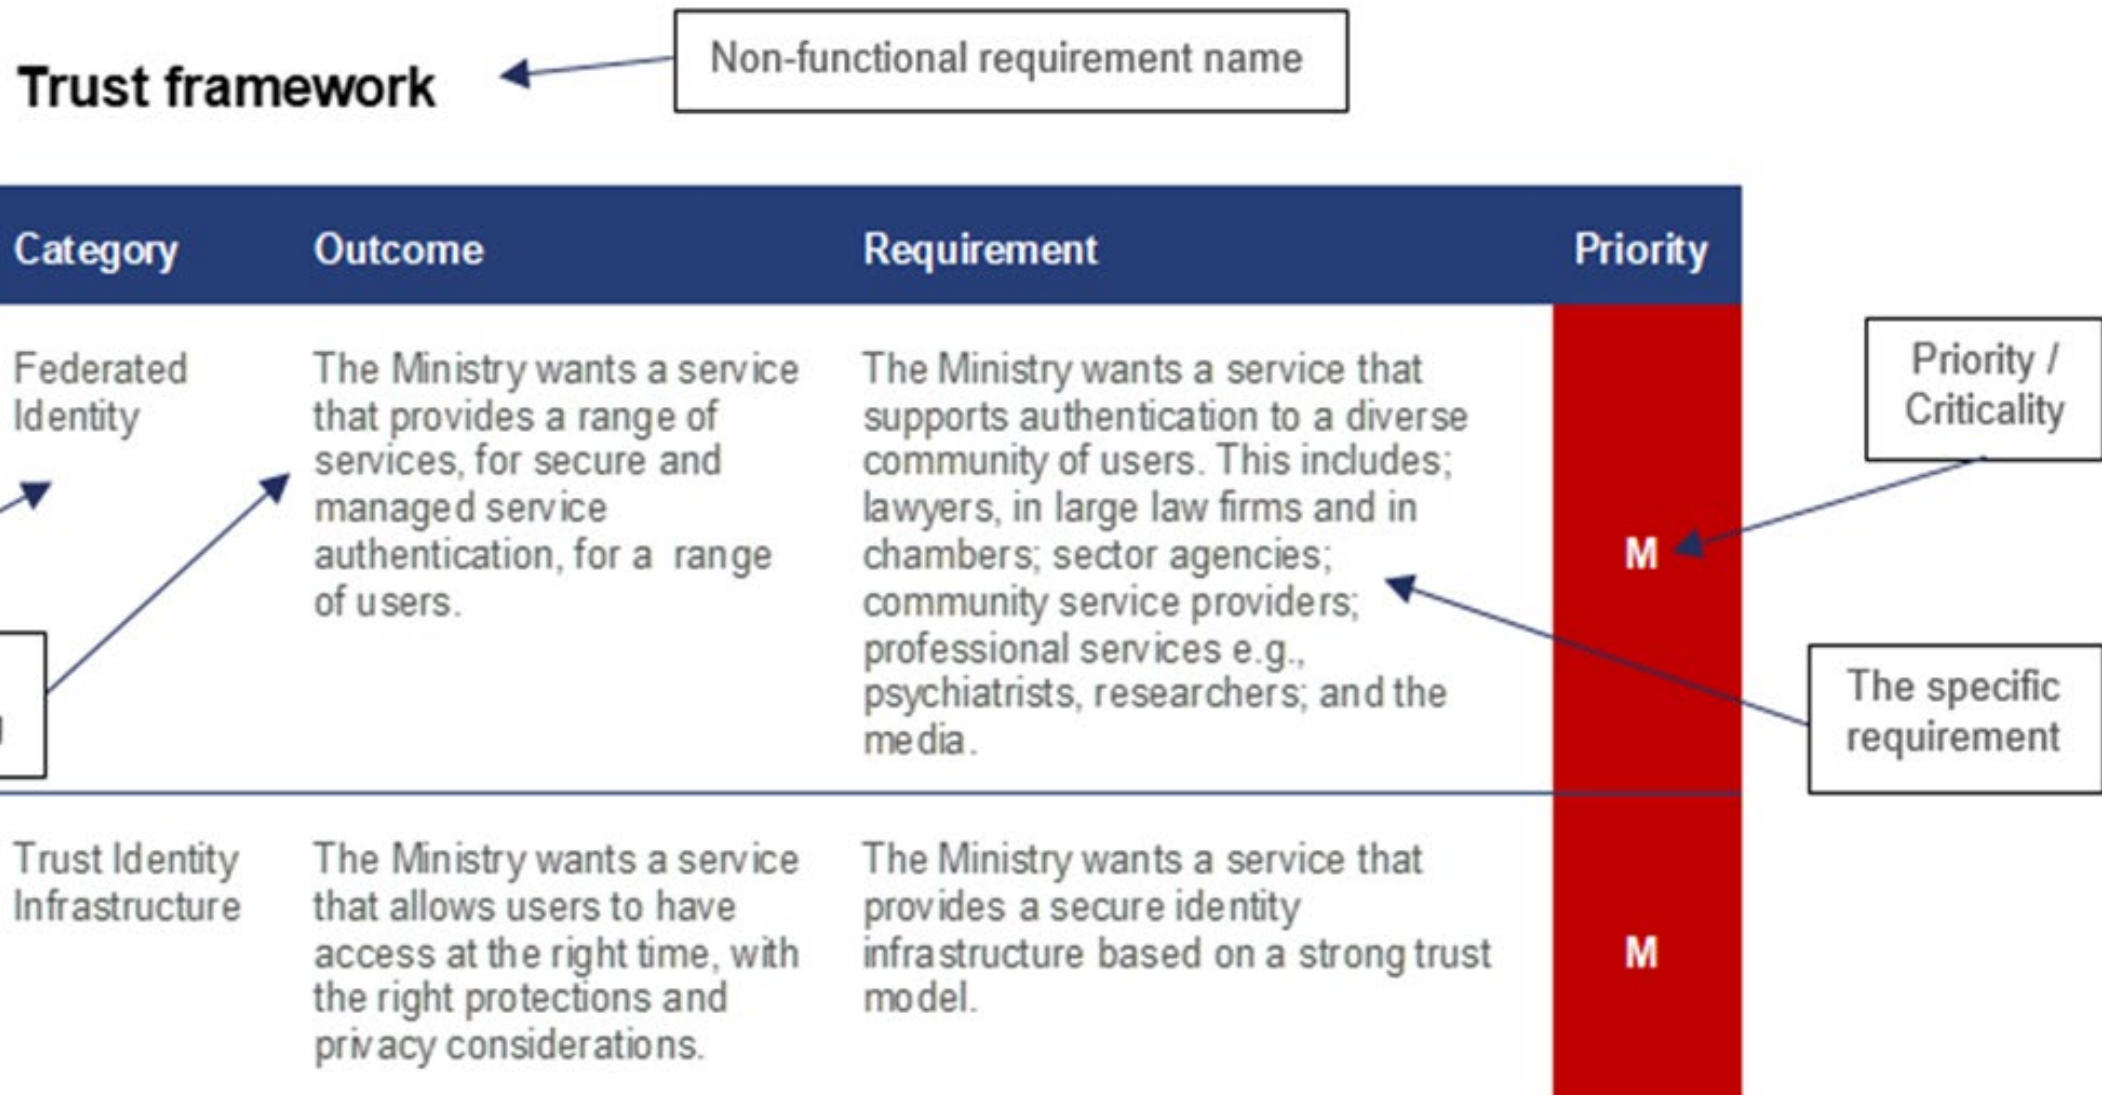 Non-functional requirement name
Trust framework
Category Outcome Requirement Priority
Federated
Identity
The Ministry wants a service
that provides a range of
services, for secure and
managed service
authentication, for a range
of users.
The Ministry wants a service that
supports authentication to a diverse
community of users. This includes;
lawyers, in large law firms and in
chambers; sector agencies;
community service providers;
professional services e.g.,
psychiatrists, researchers; and the
media.
M
Priority /
Criticality
The specific
requirement
Trust Identity
Infrastructure
The Ministry wants a service
that allows users to have
access at the right time, with
the right protections and
privacy considerations.
The Ministry wants a service that
provides a secure identity
infrastructure based on a strong trust
model.
M